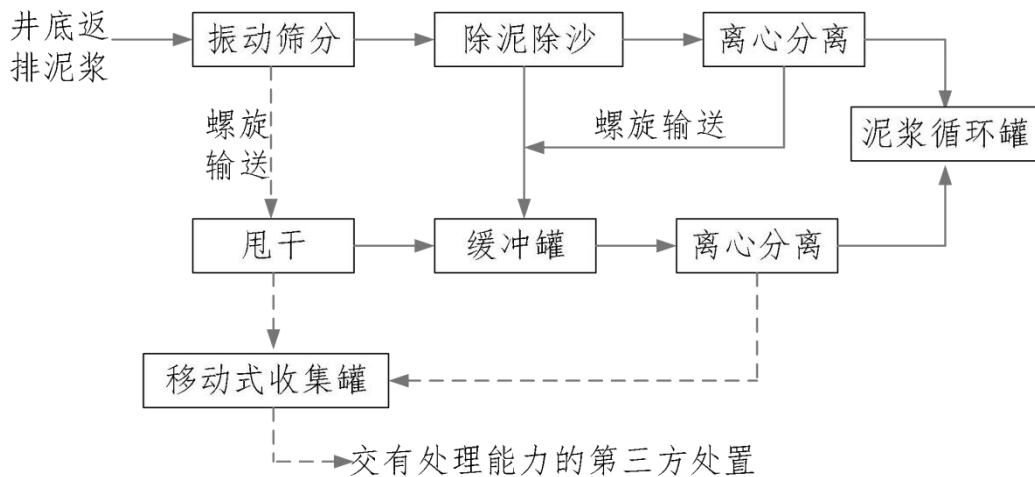 井底返
排泥浆
振动筛分
除泥除沙
离心分离
螺旋
输送
螺旋输送
泥浆循环罐
甩干
缓冲罐
离心分离
移动式收集罐
交有处理能力的第三方处置